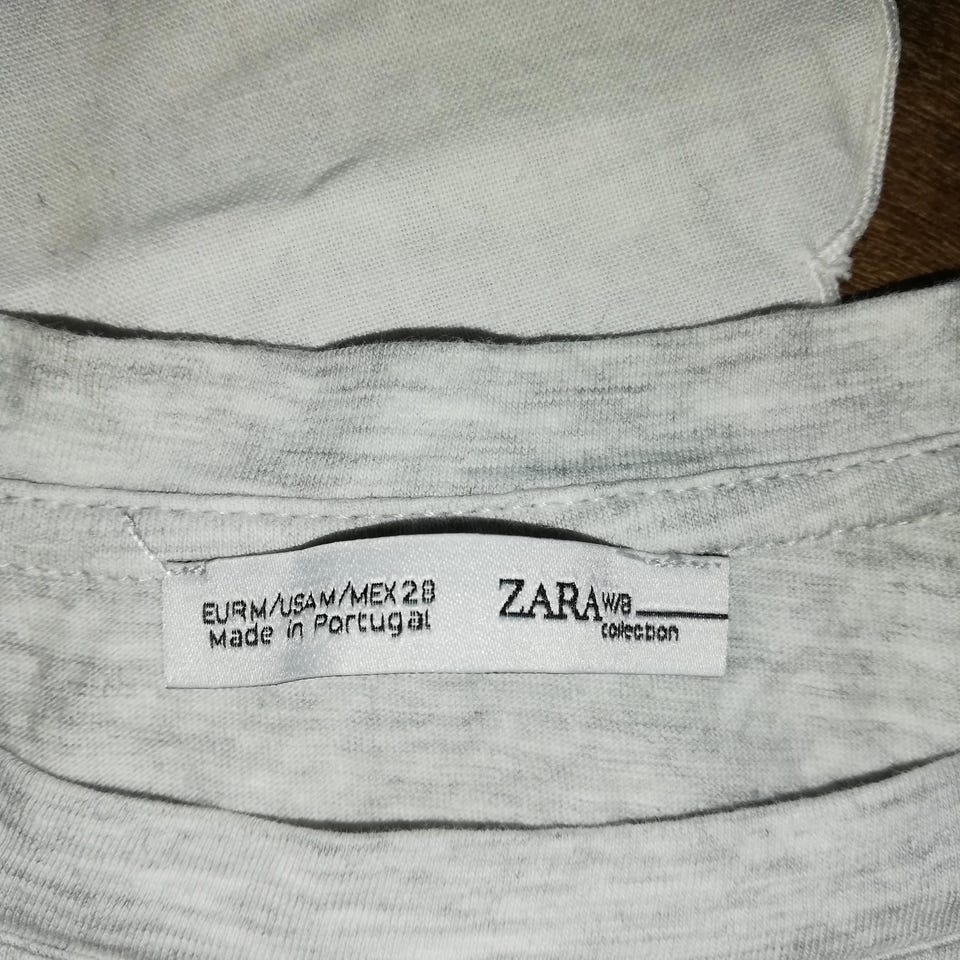 EUR M/USA M/MEX 28
Made in Portugal
ZARA W/B
collection